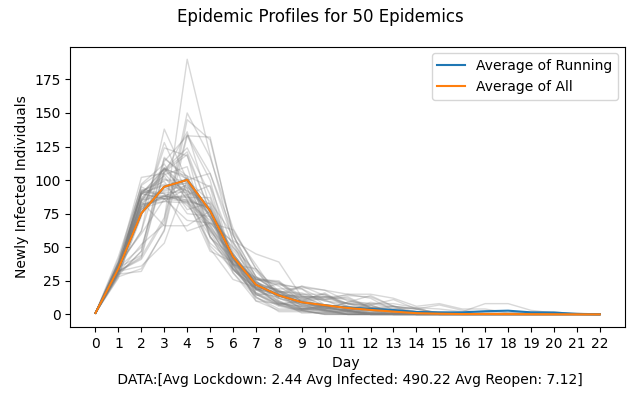 Epidemic Profiles for 50 Epidemics
Average of Running
Average of All
Newly Infected Individuals
175
150
125
100
75
50
25
0
0 1 2 3 4 5 6 7 8 9 10 11 12 13 14 15 16 17 18 19 20 21 22
Day
DATA:[Avg Lockdown: 2.44 Avg Infected: 490.22 Avg Reopen: 7.12]